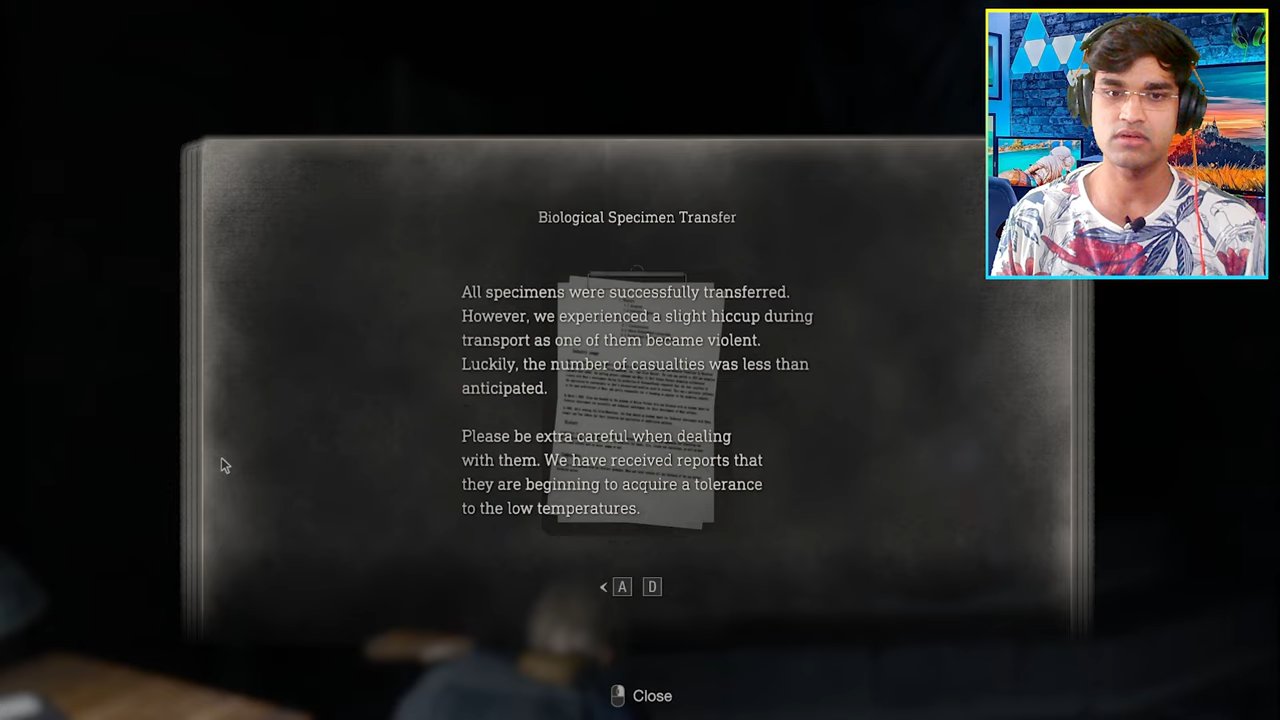 Biological Specimen Transfer
All specimens were successfully transferred.
However, we experienced a slight hiccup during
transport as one of them became violent.
Luckily, the number of casualties was less than
anticipated.
Please be extra careful when dealing
with them. We have received reports that
they are beginning to acquire a tolerance
to the low temperatures.
< A D
Close